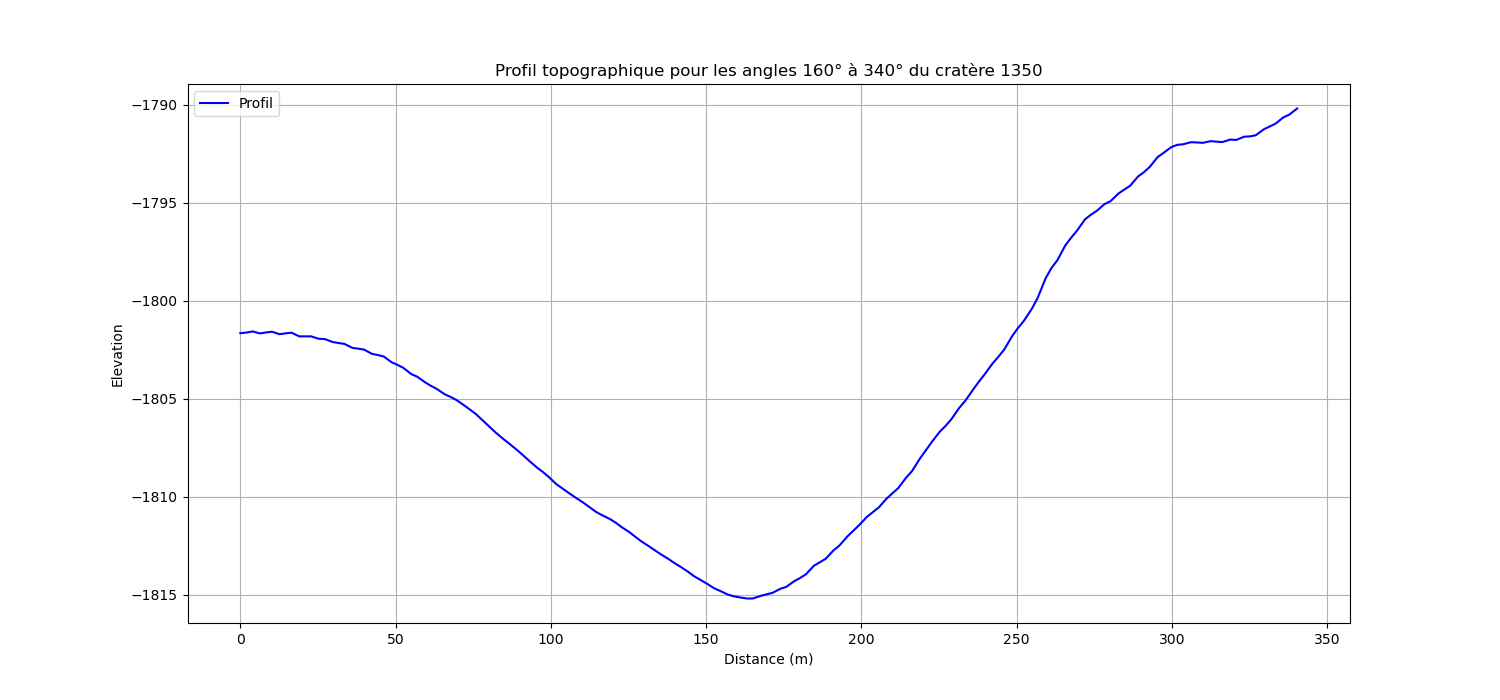 Profil topographique pour les angles 160° à 340° du cratère 1350
Profil
−1790
−1795
−1800
−1805
−1810
−1815
Elevation
0 50 100 150 200 250 300 350
Distance (m)